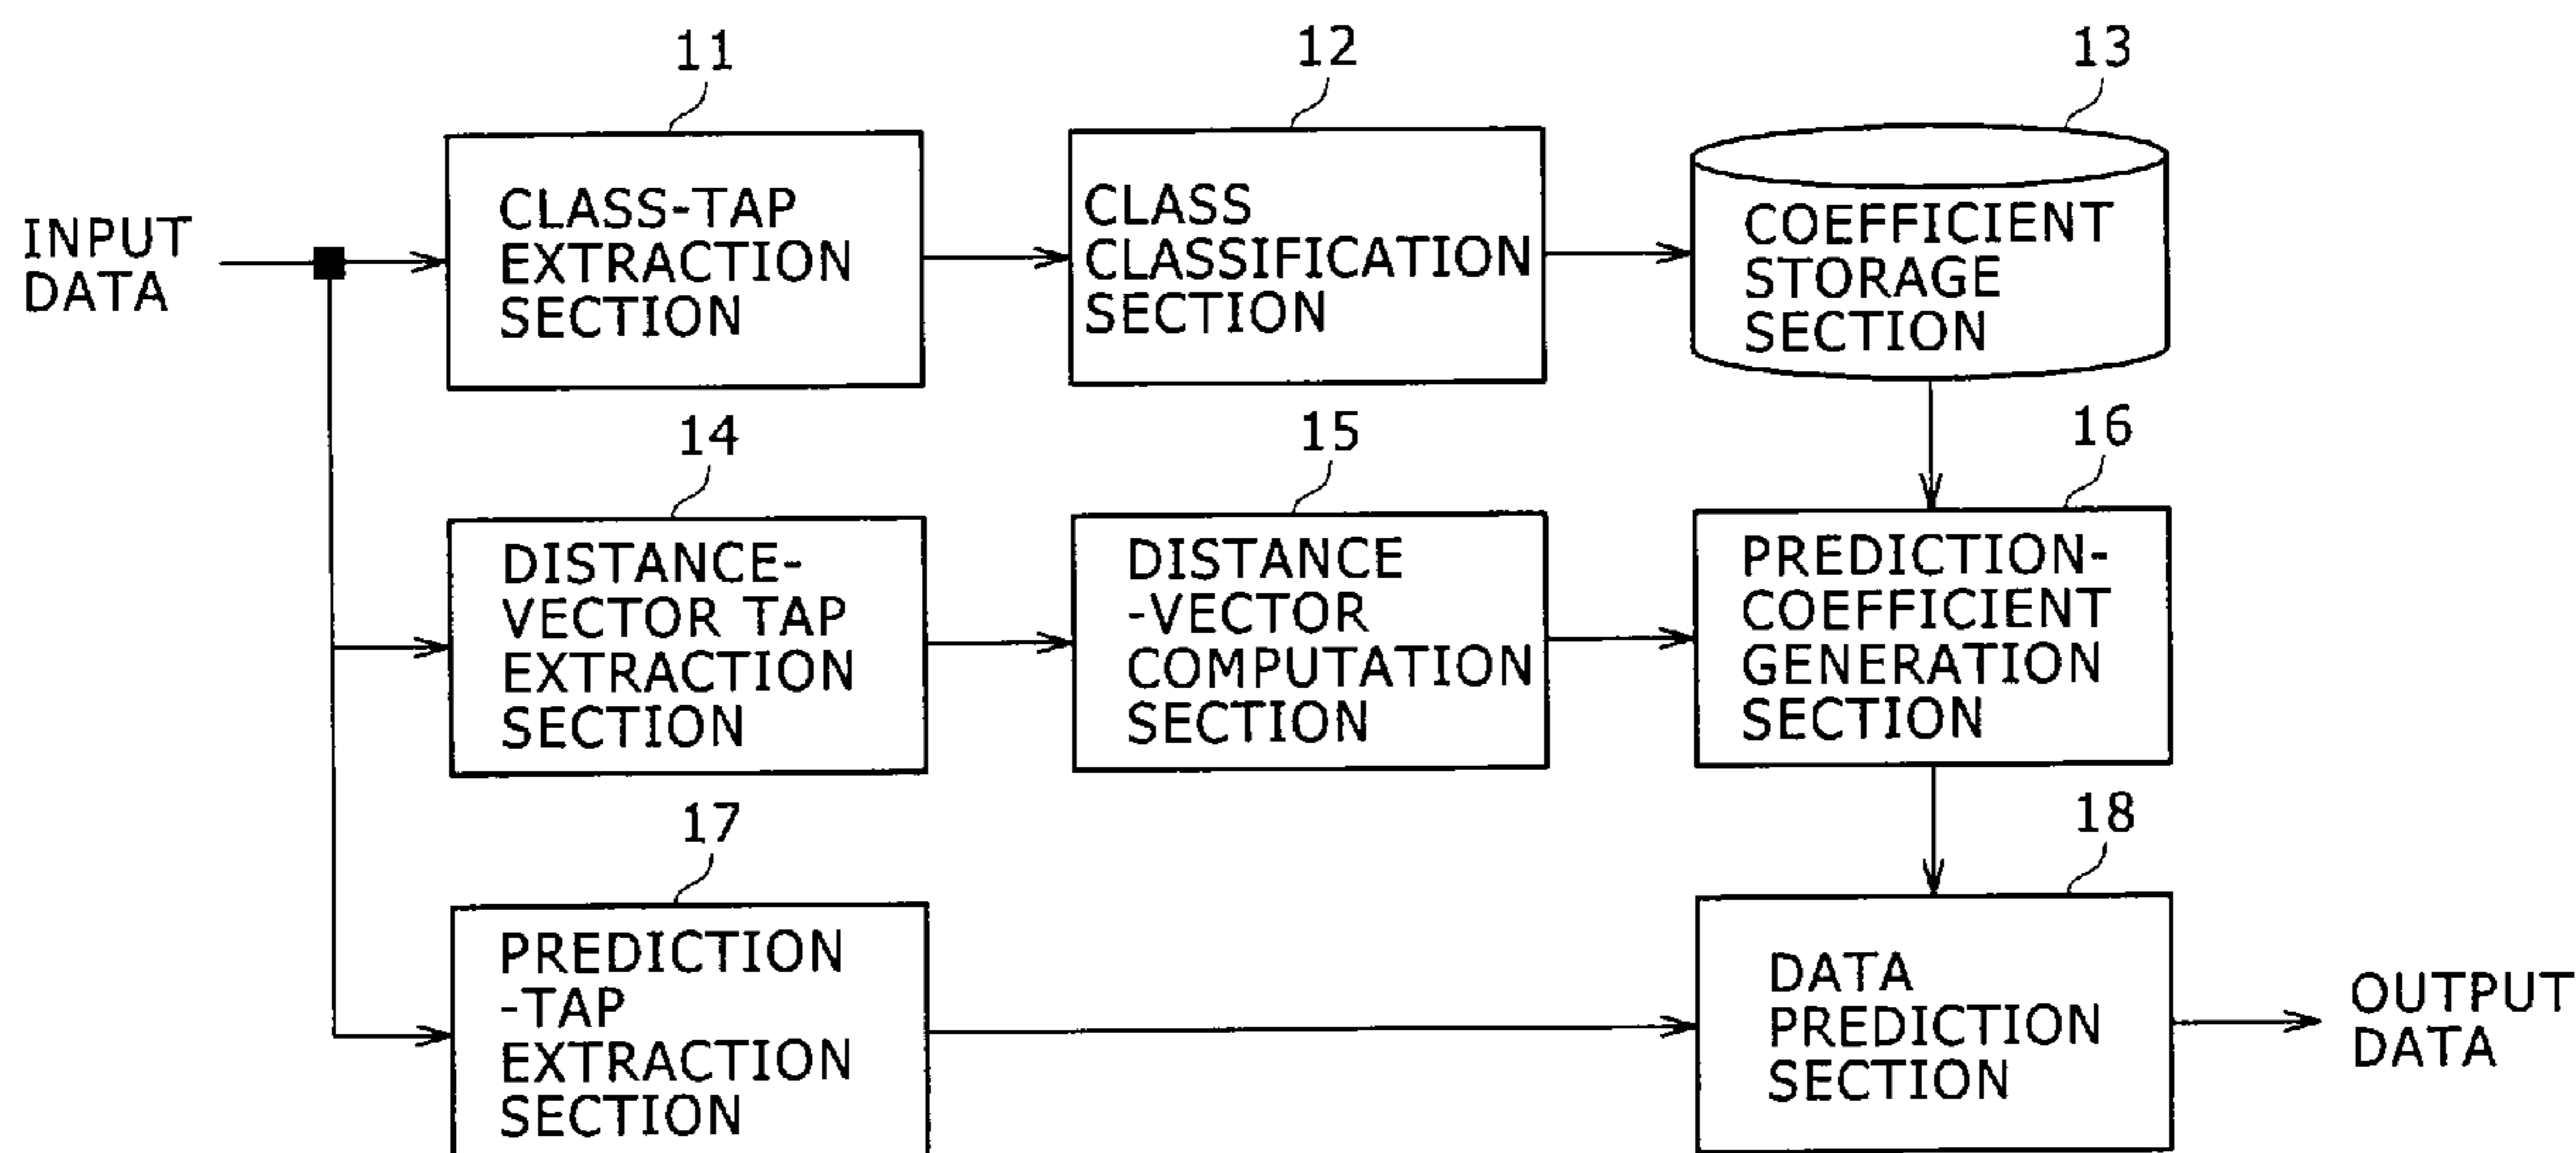 11
12
13
INPUT
DATA
CLASS-TAP
EXTRACTION
SECTION
CLASS
CLASSIFICATION
SECTION
COEFFICIENT
STORAGE
SECTION
14
15
16
DISTANCE-
VECTOR TAP
EXTRACTION
SECTION
DISTANCE
-VECTOR
COMPUTATION
SECTION
PREDICTION-
COEFFICIENT
GENERATION
SECTION
17
18
PREDICTION
-TAP
EXTRACTION
SECTION
DATA
PREDICTION
SECTION
OUTPUT
DATA